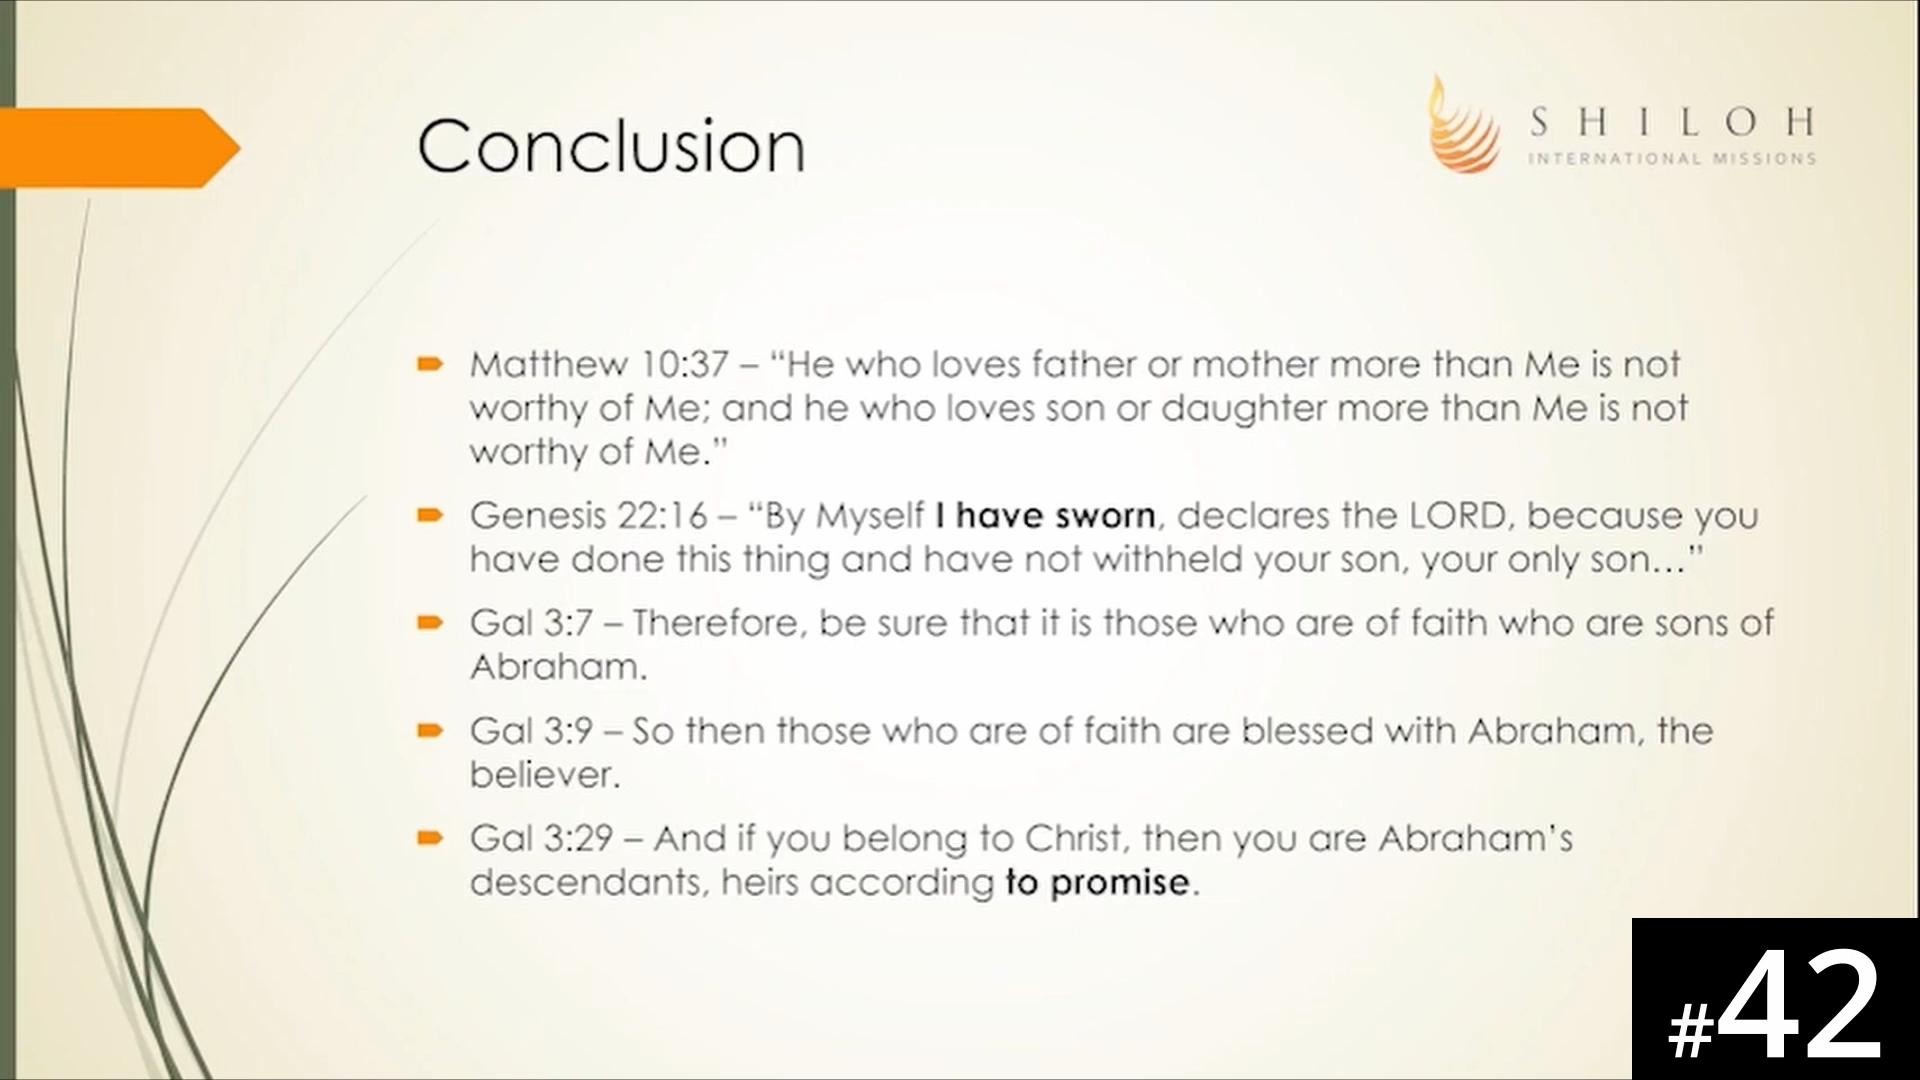 Conclusion
SHILOH
INTERNATIONAL MISSIONS
Matthew 10:37 – “He who loves father or mother more than Me is not
worthy of Me; and he who loves son or daughter more than Me is not
worthy of Me.”
Genesis 22:16 – “By Myself I have sworn, declares the LORD, because you
have done this thing and have not withheld your son, your only son…”
Gal 3:7 – Therefore, be sure that it is those who are of faith who are sons of
Abraham.
Gal 3:9 – So then those who are of faith are blessed with Abraham, the
believer.
Gal 3:29 – And if you belong to Christ, then you are Abraham’s
descendants, heirs according to promise.
#42